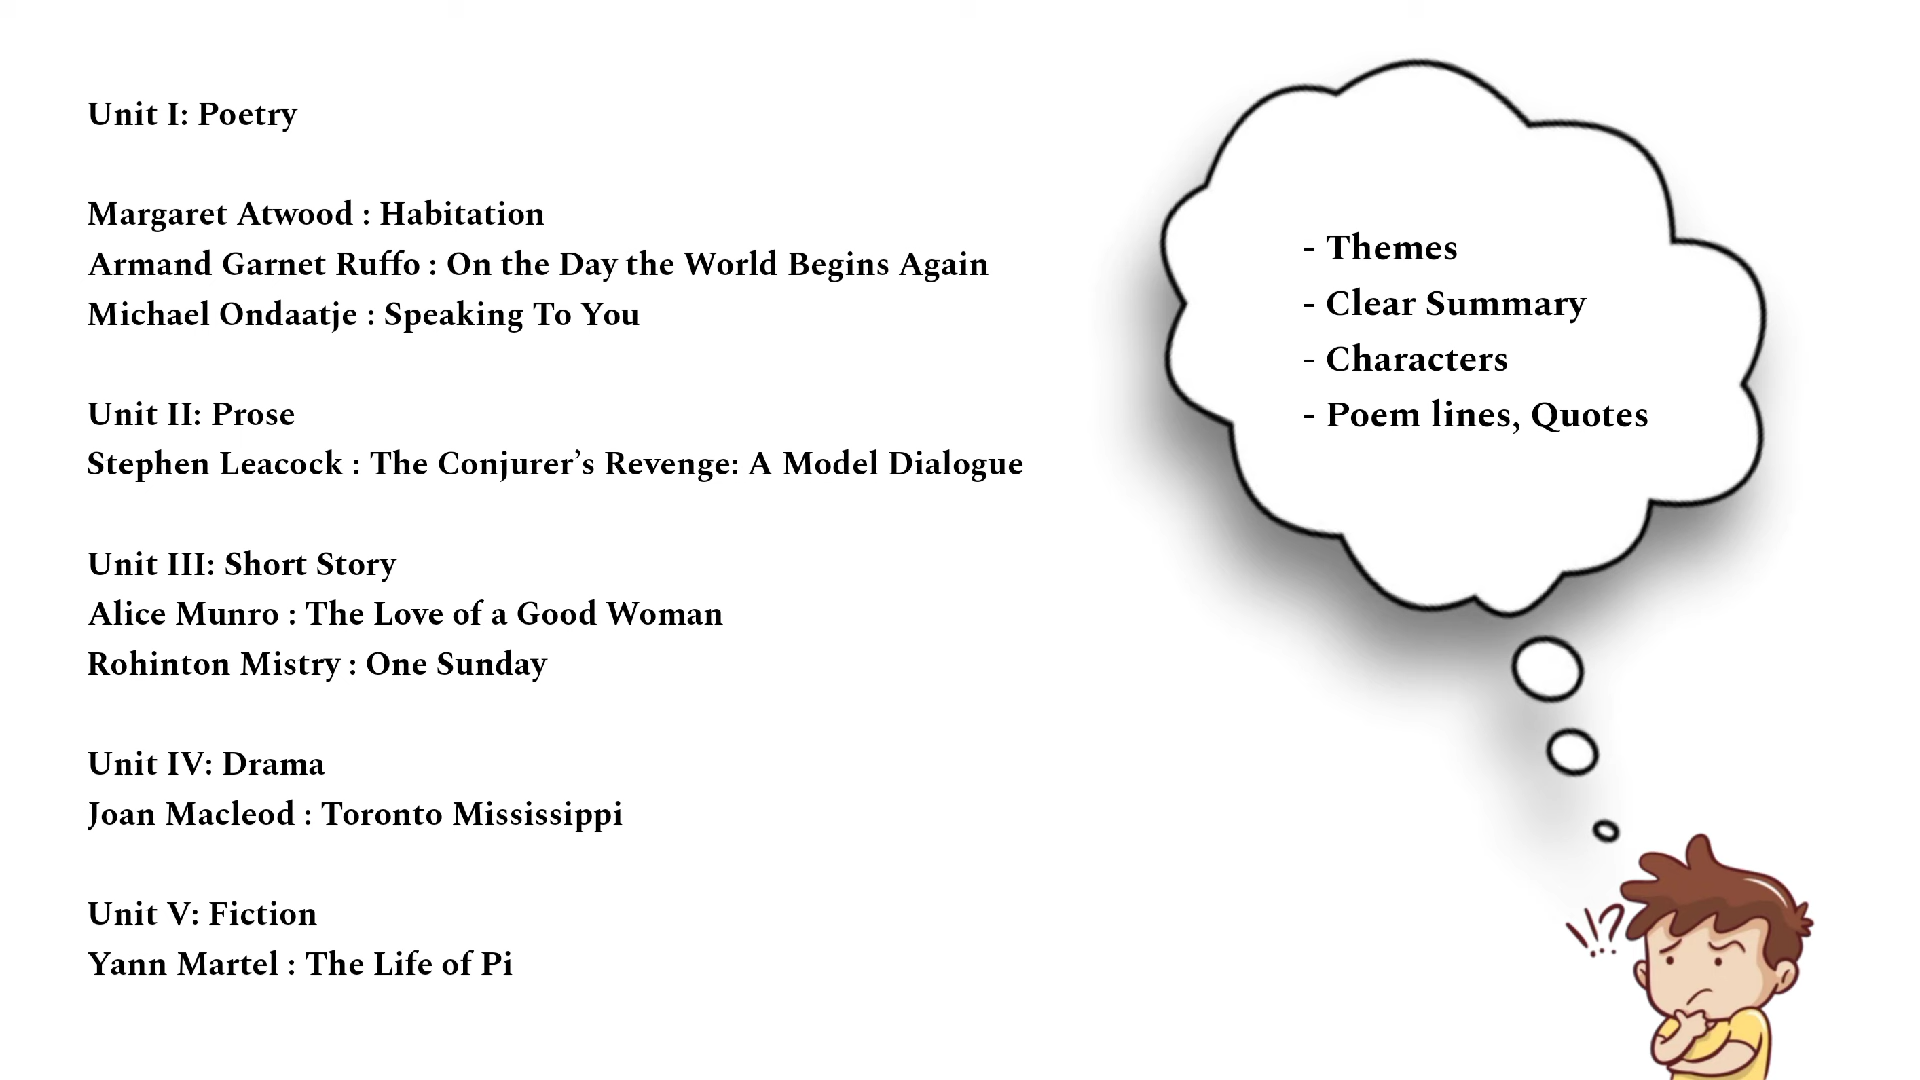 Unit I: Poetry
Margaret Atwood : Habitation
Armand Garnet Ruffo : On the Day the World Begins Again
Michael Ondaatje : Speaking To You
Unit II: Prose
Stephen Leacock : The Conjurer’s Revenge: A Model Dialogue
Unit III: Short Story
Alice Munro : The Love of a Good Woman
Rohinton Mistry : One Sunday
Unit IV: Drama
Joan Macleod : Toronto Mississippi
Unit V: Fiction
Yann Martel : The Life of Pi
- Themes
- Clear Summary
- Characters
- Poem lines, Quotes
!?